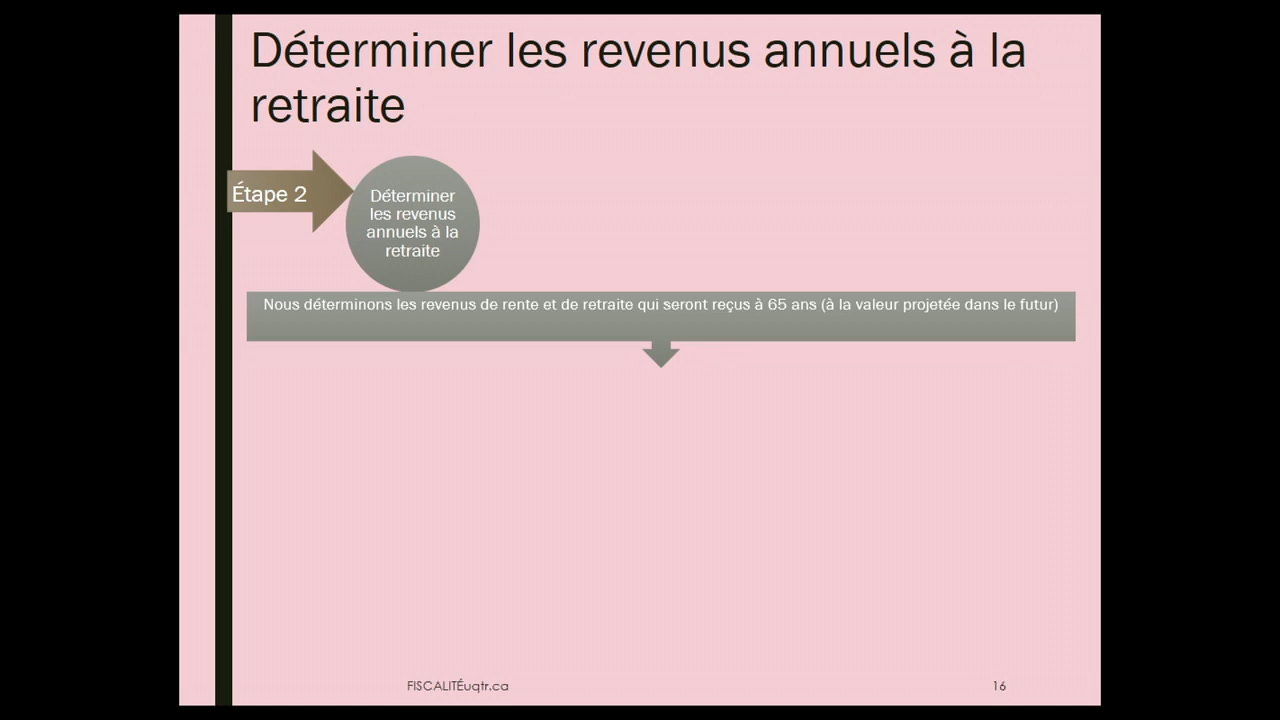 Déterminer les revenus annuels à la
retraite
Étape 2
Déterminer
les revenus
annuels à la
retraite
Nous déterminons les revenus de rente et de retraite qui seront reçus à 65 ans (à la valeur projetée dans le futur)
FISCALITÉuqtr.ca
16